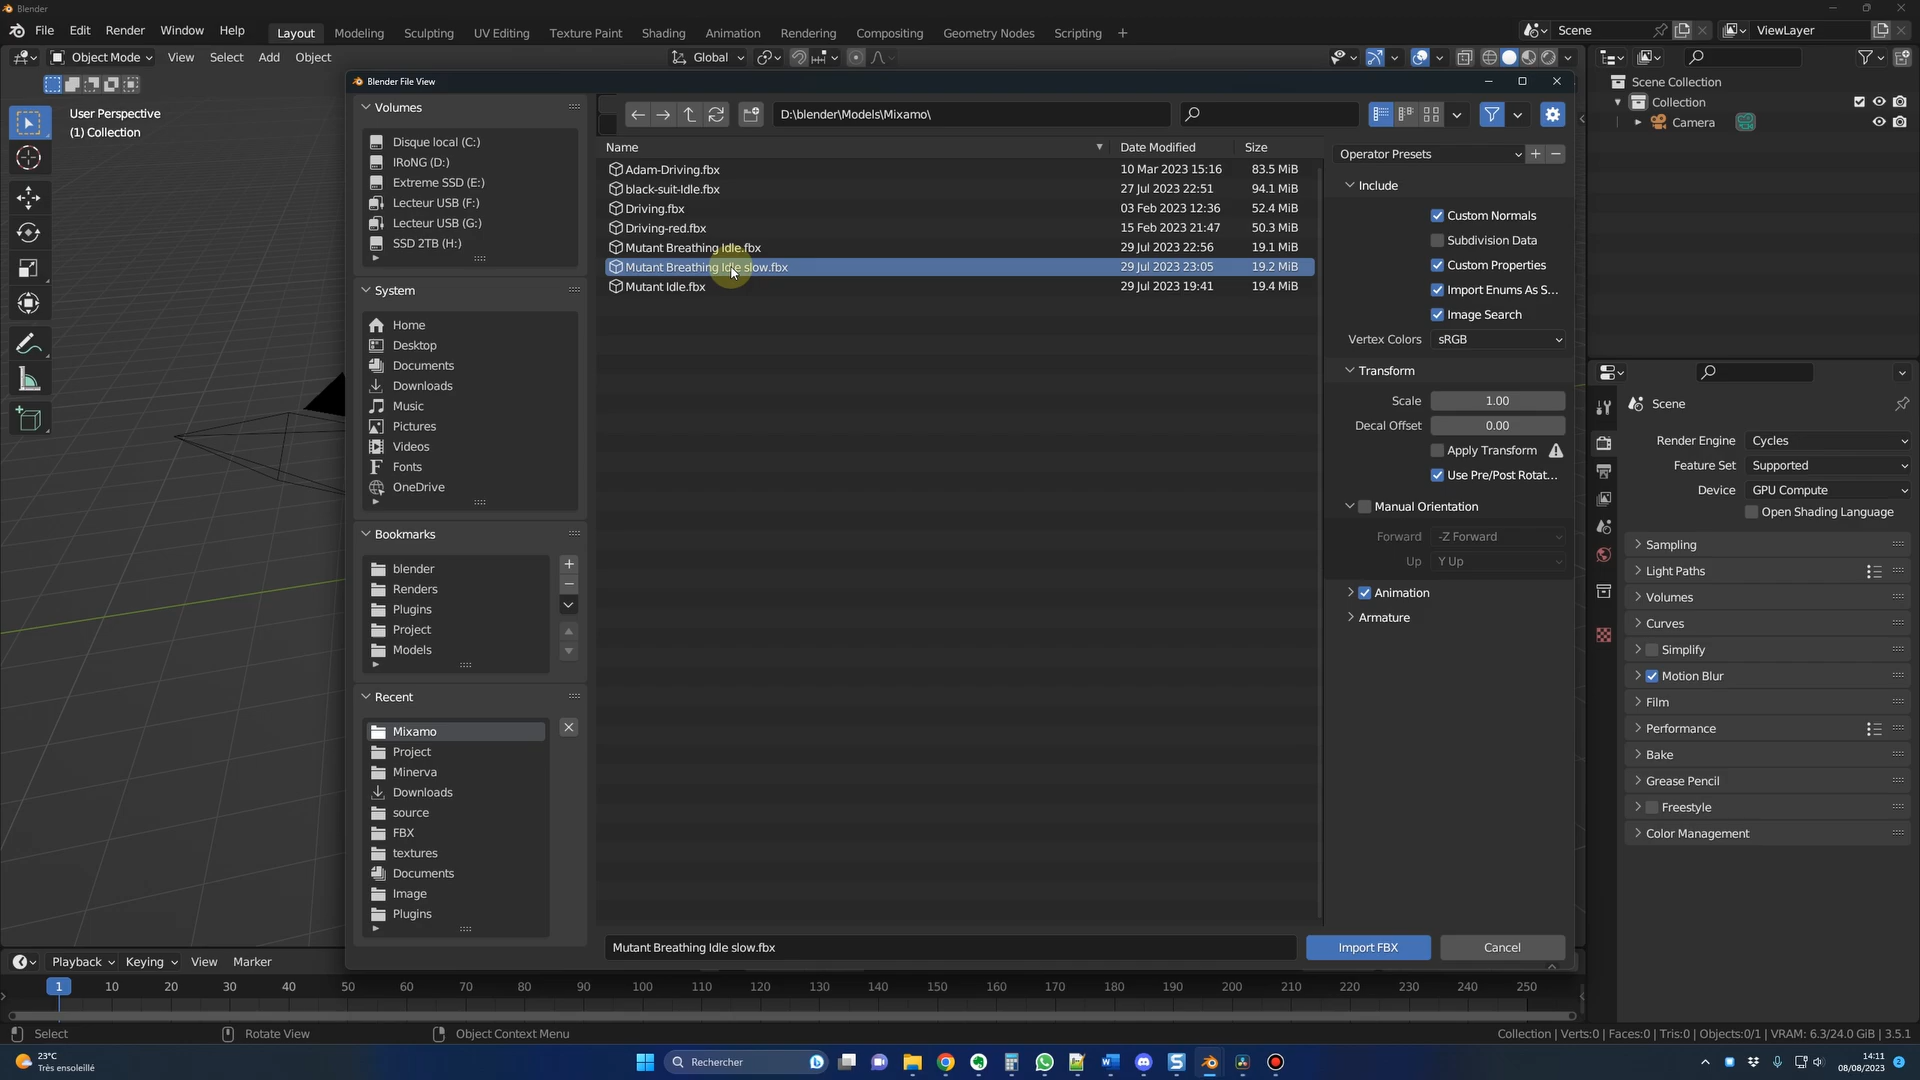 Blender
File Edit Render Window Help Layout Modeling Sculpting UV Editing Texture Paint Shading Animation Rendering Compositing Geometry Nodes Scripting + Scene ViewLayer
Object Mode View Select Add Object Global
User Perspective
(1) Collection
Blender File View
Volumes
Disque local (C:)
IRoNG (D:)
Extreme SSD (E:)
Lecteur USB (F:)
Lecteur USB (G:)
SSD 2TB (H:)
System
Home
Desktop
Documents
Downloads
Music
Pictures
Videos
Fonts
OneDrive
Bookmarks
blender
Renders
Plugins
Project
Models
Recent
Mixamo
Project
Minerva
Downloads
source
FBX
textures
Documents
Image
Plugins
D:\blender\Models\Mixamo\
Name Date Modified Size
Adam-Driving.fbx 10 Mar 2023 15:16 83.5 MiB
black-suit-Idle.fbx 27 Jul 2023 22:51 94.1 MiB
Driving.fbx 03 Feb 2023 12:36 52.4 MiB
Driving-red.fbx 15 Feb 2023 21:47 50.3 MiB
Mutant Breathing Idle.fbx 29 Jul 2023 22:56 19.1 MiB
Mutant Breathing Idle slow.fbx 29 Jul 2023 23:05 19.2 MiB
Mutant Idle.fbx 29 Jul 2023 19:41 19.4 MiB
Mutant Breathing Idle slow.fbx Import FBX Cancel
Operator Presets
Include
Custom Normals
Subdivision Data
Custom Properties
Import Enums As S...
Image Search
Vertex Colors sRGB
Transform
Scale 1.00
Decal Offset 0.00
Apply Transform
Use Pre/Post Rotat...
Manual Orientation
Forward -Z Forward
Up Y Up
Animation
Armature
Scene Collection
Collection
Camera
Scene
Render Engine Cycles
Feature Set Supported
Device GPU Compute
Open Shading Language
Sampling
Light Paths
Volumes
Curves
Simplify
Motion Blur
Film
Performance
Bake
Grease Pencil
Freestyle
Color Management
Playback Keying View Marker
1 10 20 30 40 50 60 70 80 90 100 110 120 130 140 150 160 170 180 190 200 210 220 230 240 250
Select Rotate View Object Context Menu Collection | Verts:0 | Faces:0 | Tris:0 | Objects:0/1 | VRAM: 6.3/24.0 GiB | 3.5.1
23°C
Très ensoleillé
Rechercher
14:11
08/08/2023
2